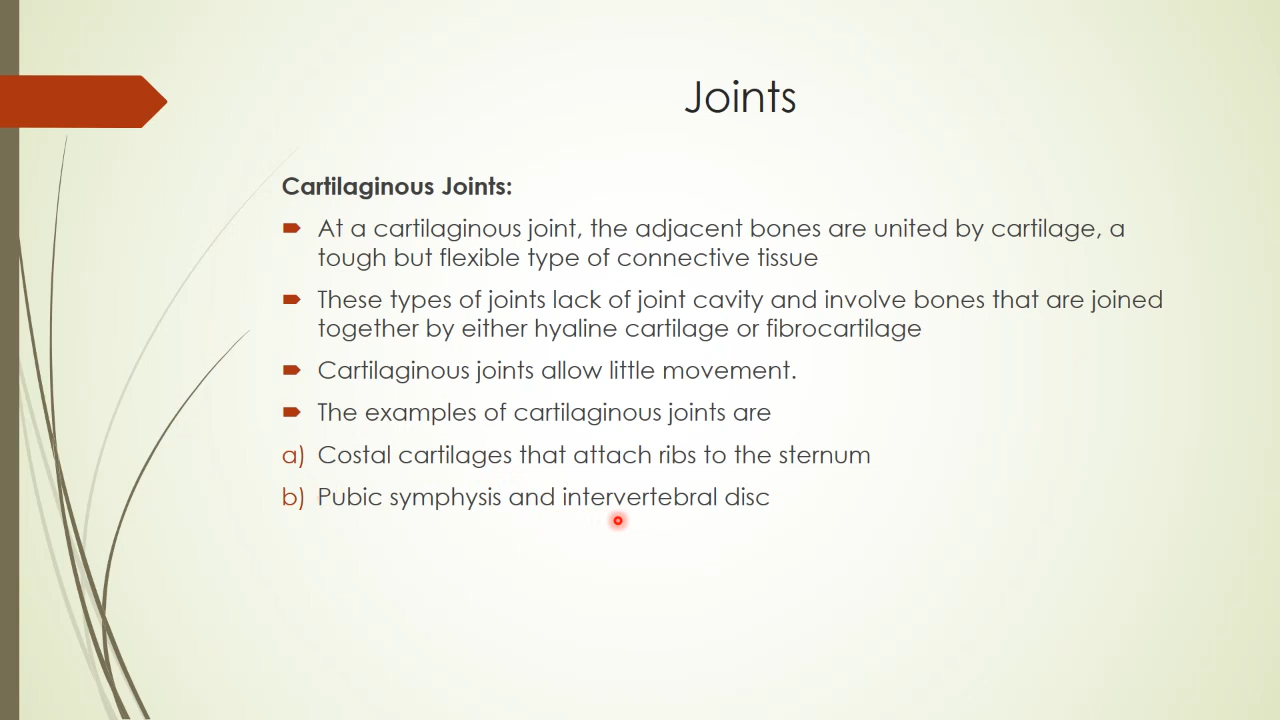 Joints
Cartilaginous Joints:
At a cartilaginous joint, the adjacent bones are united by cartilage, a
tough but flexible type of connective tissue
These types of joints lack of joint cavity and involve bones that are joined
together by either hyaline cartilage or fibrocartilage
Cartilaginous joints allow little movement.
The examples of cartilaginous joints are
a) Costal cartilages that attach ribs to the sternum
b) Pubic symphysis and intervertebral disc